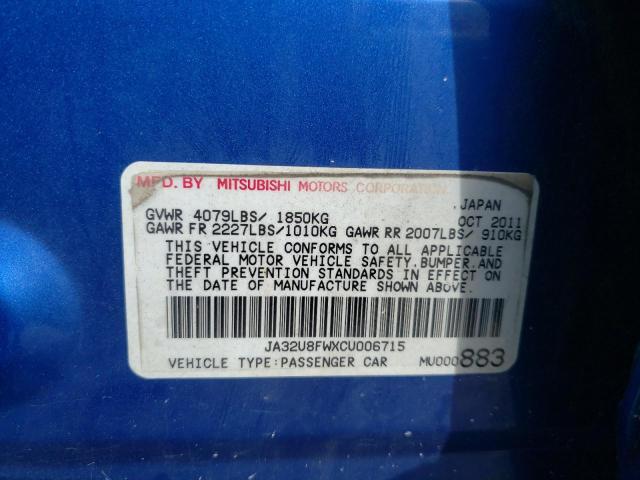 MFD. BY MITSUBISHI MOTORS CORPORATION
. JAPAN
GVWR 4079LBS/ 1850KG OCT 2011
GAWR FR 2227LBS/1010KG GAWR RR 2007LBS/ 910KG
THIS VEHICLE CONFORMS TO ALL APPLICABLE
FEDERAL MOTOR VEHICLE SAFETY.BUMPER.AND
THEFT PREVENTION STANDARDS IN EFFECT ON
THE DATE OF MANUFACTURE SHOWN ABOVE.
JA32U8FWXCU006715
VEHICLE TYPE:PASSENGER CAR MU000883